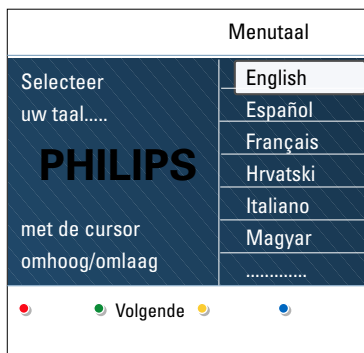 Menutaal
Selecteer
uw taal.....
PHILIPS
met de cursor
omhoog/omlaag
English
Español
Français
Hrvatski
Italiano
Magyar
.............
Volgende